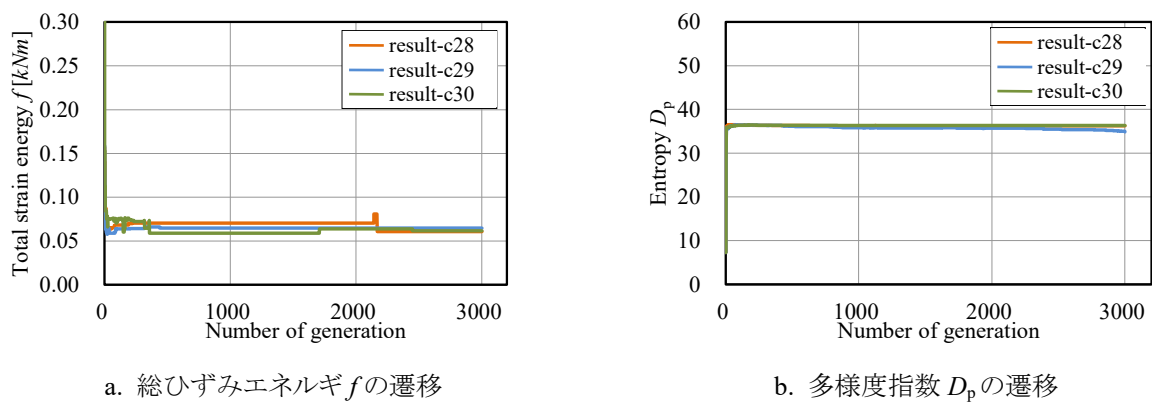 0.30
0.25
0.20
0.15
0.10
0.05
0.00
Total strain energy f [kNm]
result-c28
result-c29
result-c30
0 1000 2000 3000
Number of generation
a. 総ひずみエネルギ f の遷移
60
50
40
30
20
10
0
Entropy Dp
result-c28
result-c29
result-c30
0 1000 2000 3000
Number of generation
b. 多様度指数 Dp の遷移